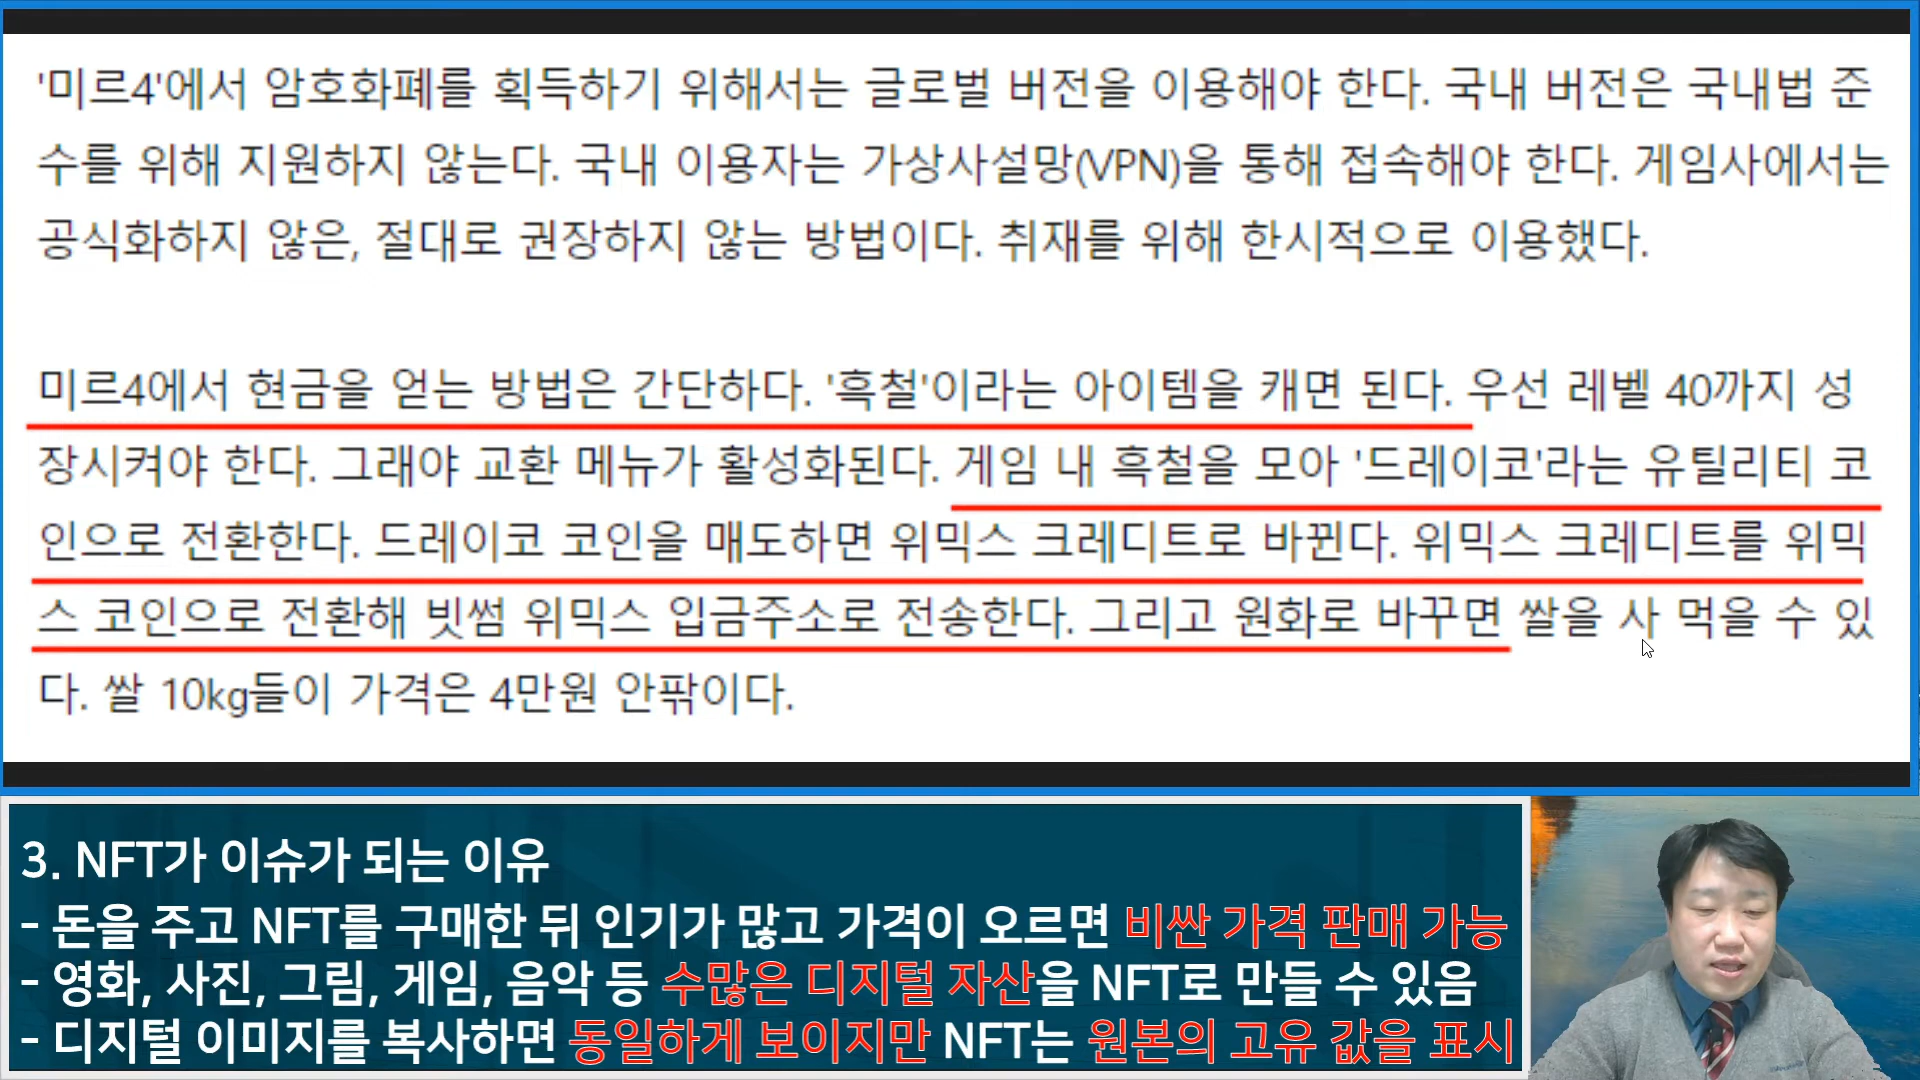 '미르4'에서 암호화폐를 획득하기 위해서는 글로벌 버전을 이용해야 한다. 국내 버전은 국내법 준
수를 위해 지원하지 않는다. 국내 이용자는 가상사설망(VPN)을 통해 접속해야 한다. 게임사에서는
공식화하지 않은, 절대로 권장하지 않는 방법이다. 취재를 위해 한시적으로 이용했다.
미르4에서 현금을 얻는 방법은 간단하다. '흑철'이라는 아이템을 캐면 된다. 우선 레벨 40까지 성
장시켜야 한다. 그래야 교환 메뉴가 활성화된다. 게임 내 흑철을 모아 '드레이코'라는 유틸리티 코
인으로 전환한다. 드레이코 코인을 매도하면 위믹스 크레디트로 바뀐다. 위믹스 크레디트를 위믹
스 코인으로 전환해 빗썸 위믹스 입금주소로 전송한다. 그리고 원화로 바꾸면 쌀을 사 먹을 수 있
다. 쌀 10kg들이 가격은 4만원 안팎이다.
3. NFT가 이슈가 되는 이유
- 돈을 주고 NFT를 구매한 뒤 인기가 많고 가격이 오르면 비싼 가격 판매 가능
- 영화, 사진, 그림, 게임, 음악 등 수많은 디지털 자산을 NFT로 만들 수 있음
- 디지털 이미지를 복사하면 동일하게 보이지만 NFT는 원본의 고유 값을 표시